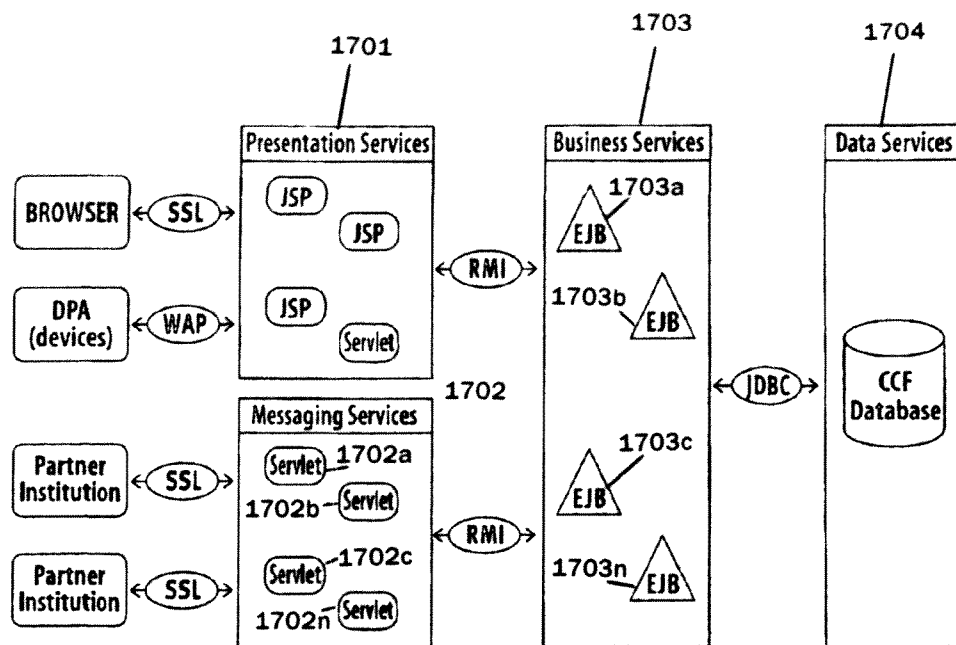 1701
1703
1704
Presentation Services
Business Services
Data Services
JSP
JSP
JSP
Servlet
BROWSER
SSL
DPA
(devices)
WAP
RMI
1703a
EJB
1703b
EJB
JDBC
CCF
Database
1702
Messaging Services
Servlet
1702a
1702b
Servlet
Servlet
1702c
1702n
Servlet
Partner
Institution
SSL
Partner
Institution
SSL
RMI
1703c
EJB
1703n
EJB